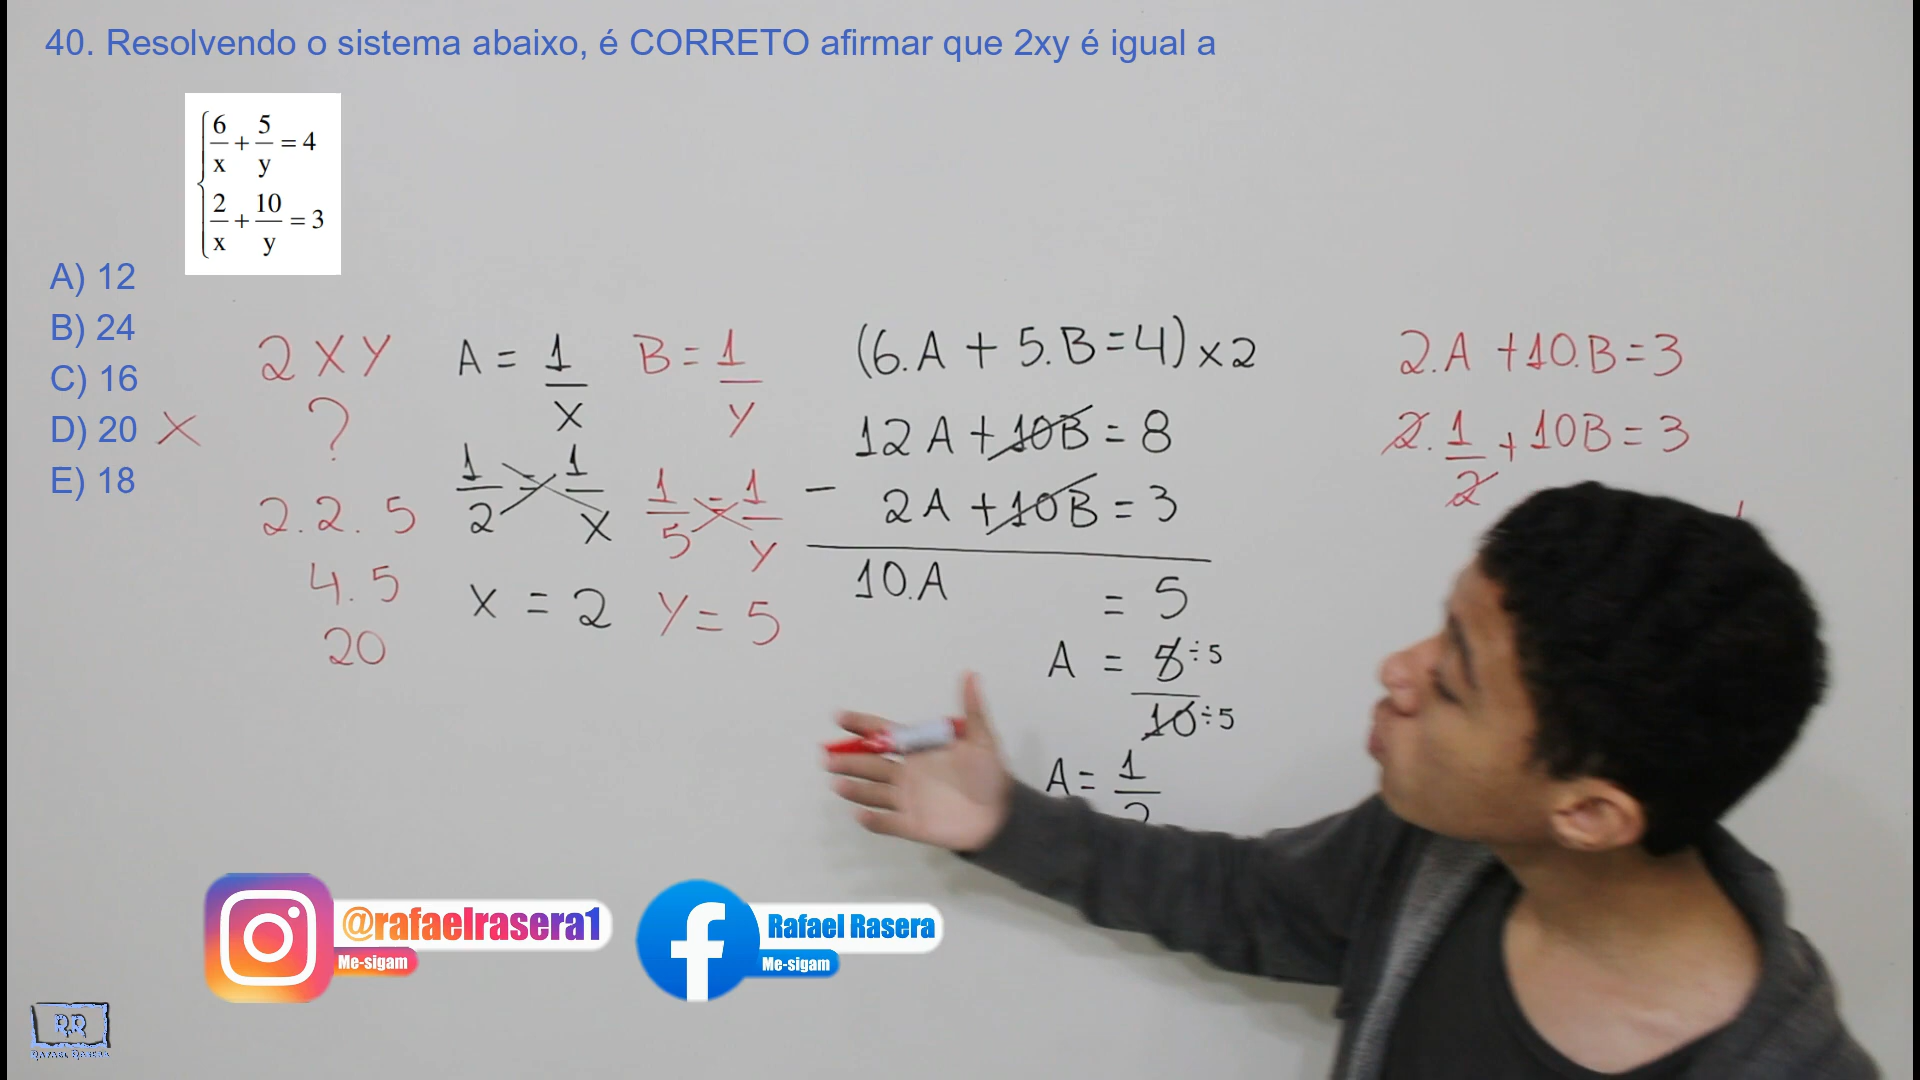 40. Resolvendo o sistema abaixo, é CORRETO afirmar que 2xy é igual a
6/x + 5/y = 4
2/x + 10/y = 3
A) 12
B) 24
C) 16
D) 20 X
E) 18
2XY
?
2.2.5
4.5
20
A = 1/X
1/2 = 1/X
X = 2
B = 1/Y
1/5 = 1/Y
Y = 5
(6.A + 5.B = 4) x2
12A + 10B = 8
- 2A + 10B = 3
10.A = 5
A = 5÷5/10÷5
A = 1/2
2.A + 10.B = 3
2.1/2 + 10B = 3
@rafaelrasera1
Me-sigam
Rafael Rasera
Me-sigam
RR
RAFAEL RASERA